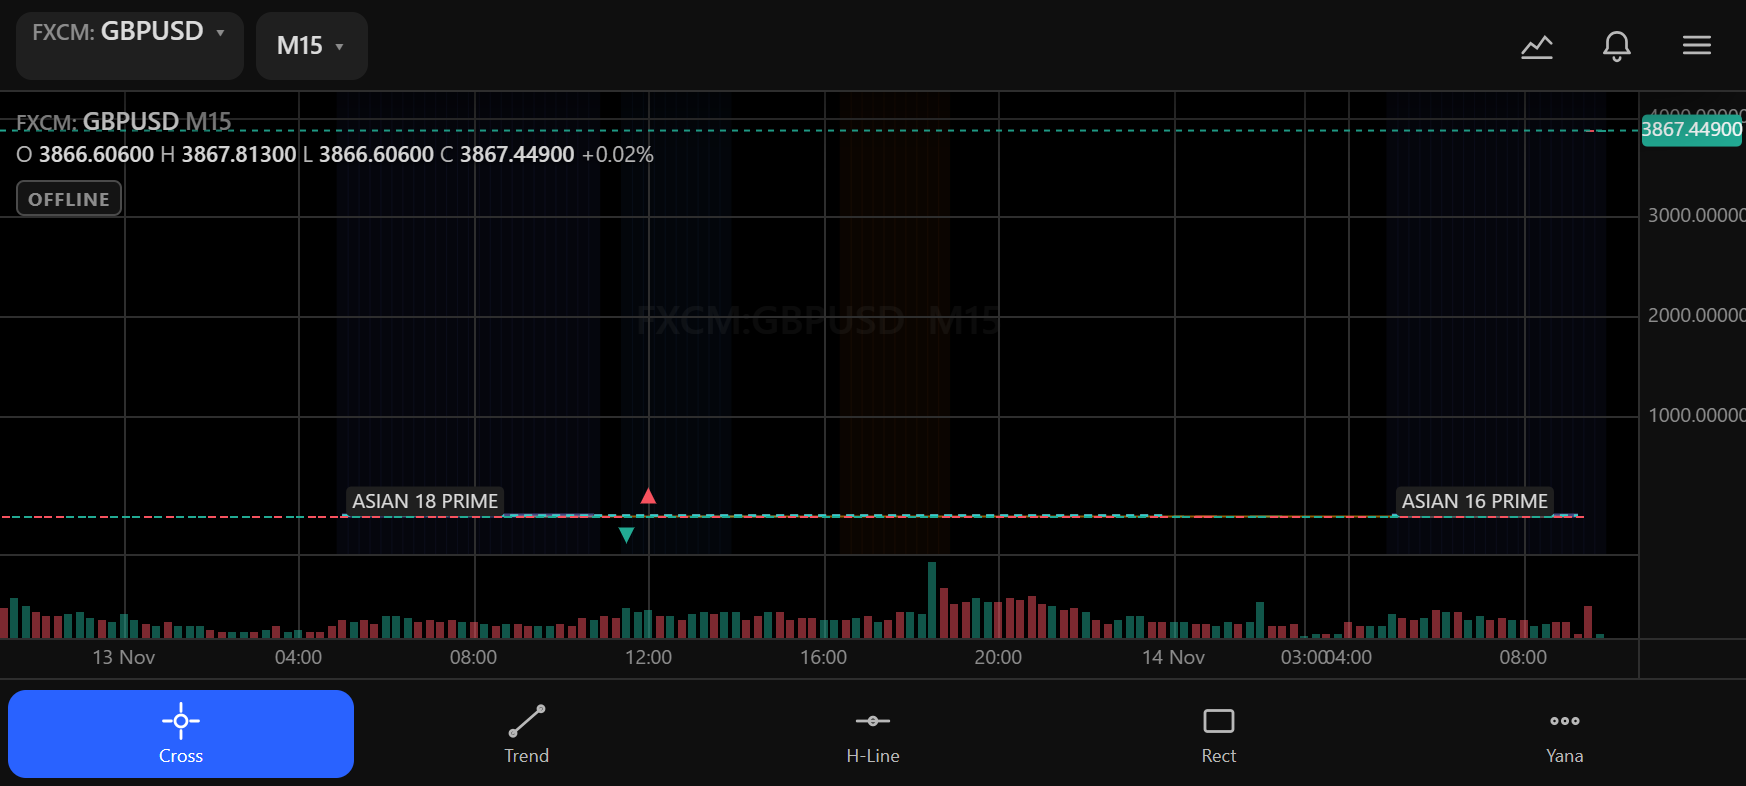 FXCM: GBPUSD ▾
M15 ▾
FXCM: GBPUSD M15
O 3866.60600 H 3867.81300 L 3866.60600 C 3867.44900 +0.02%
OFFLINE
4000.00000
3867.44900
3000.00000
2000.00000
1000.00000
FXCM:GBPUSD M15
ASIAN 18 PRIME
ASIAN 16 PRIME
13 Nov 04:00 08:00 12:00 16:00 20:00 14 Nov 03:00 04:00 08:00
Cross
Trend
H-Line
Rect
Yana